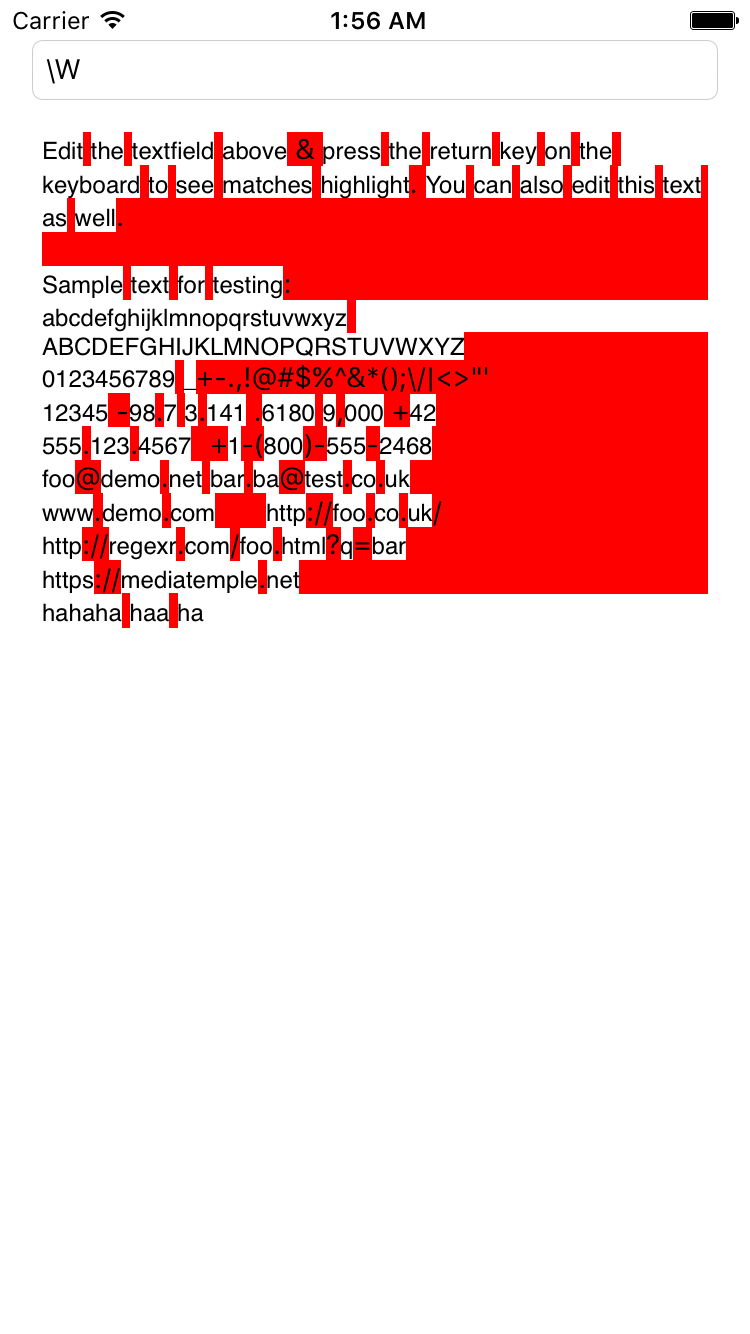 Carrier 1:56 AM
\W
Edit the textfield above & press the return key on the
keyboard to see matches highlight. You can also edit this text
as well.
Sample text for testing:
abcdefghijklmnopqrstuvwxyz
ABCDEFGHIJKLMNOPQRSTUVWXYZ
0123456789 _+-.,!@#$%^&*();\/|<>"'
12345 -98.7 3.141 .6180 9,000 +42
555.123.4567 +1-(800)-555-2468
foo@demo.net bar.ba@test.co.uk
www.demo.com http://foo.co.uk/
http://regexr.com/foo.html?q=bar
https://mediatemple.net
hahaha haa ha